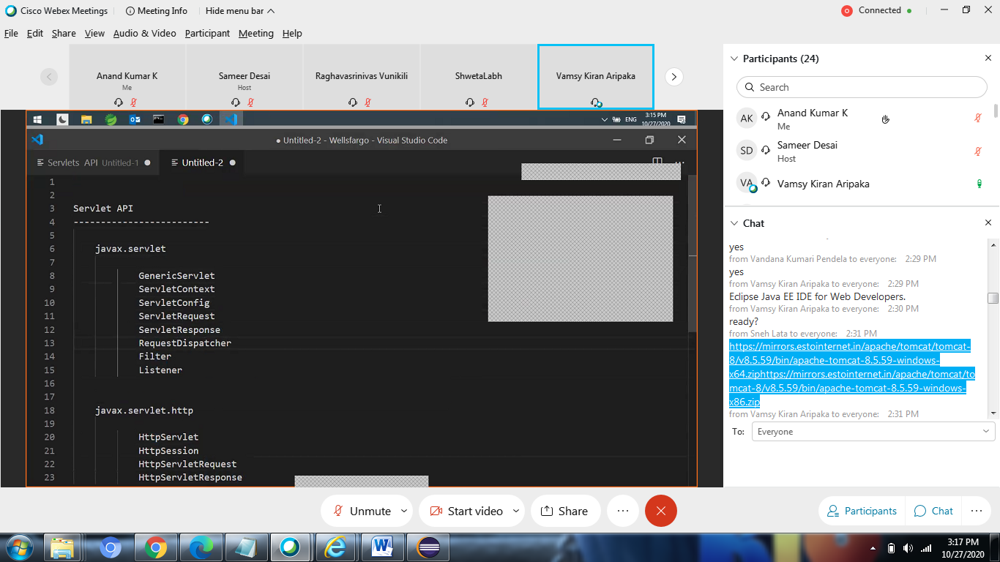 Cisco Webex Meetings
Meeting Info
Hide menu bar
Connected
File Edit Share View Audio & Video Participant Meeting Help
Anand Kumar K
Me
Sameer Desai
Host
Raghavasrinivas Vunikili
ShwetaLabh
Vamsy Kiran Aripaka
ENG
3:15 PM
10/27/2020
● Untitled-2 - Wellsfargo - Visual Studio Code
Servlets API Untitled-1
Untitled-2
1
2
3 Servlet API
4 -------------------------
5
6 javax.servlet
7
8 GenericServlet
9 ServletContext
10 ServletConfig
11 ServletRequest
12 ServletResponse
13 RequestDispatcher
14 Filter
15 Listener
16
17
18 javax.servlet.http
19
20 HttpServlet
21 HttpSession
22 HttpServletRequest
23 HttpServletResponse
Participants (24)
Search
AK Anand Kumar K
Me
SD Sameer Desai
Host
VA Vamsy Kiran Aripaka
Chat
yes
from Vandana Kumari Pendela to everyone: 2:29 PM
yes
from Vamsy Kiran Aripaka to everyone: 2:29 PM
Eclipse Java EE IDE for Web Developers.
from Vamsy Kiran Aripaka to everyone: 2:30 PM
ready?
from Sneh Lata to everyone: 2:31 PM
https://mirrors.estointernet.in/apache/tomcat/tomcat-
8/v8.5.59/bin/apache-tomcat-8.5.59-windows-
x64.ziphttps://mirrors.estointernet.in/apache/tomcat/to
mcat-8/v8.5.59/bin/apache-tomcat-8.5.59-windows-
x86.zip
from Vamsy Kiran Aripaka to everyone: 2:31 PM
To: Everyone
Unmute
Start video
Share
Participants
Chat
3:17 PM
10/27/2020